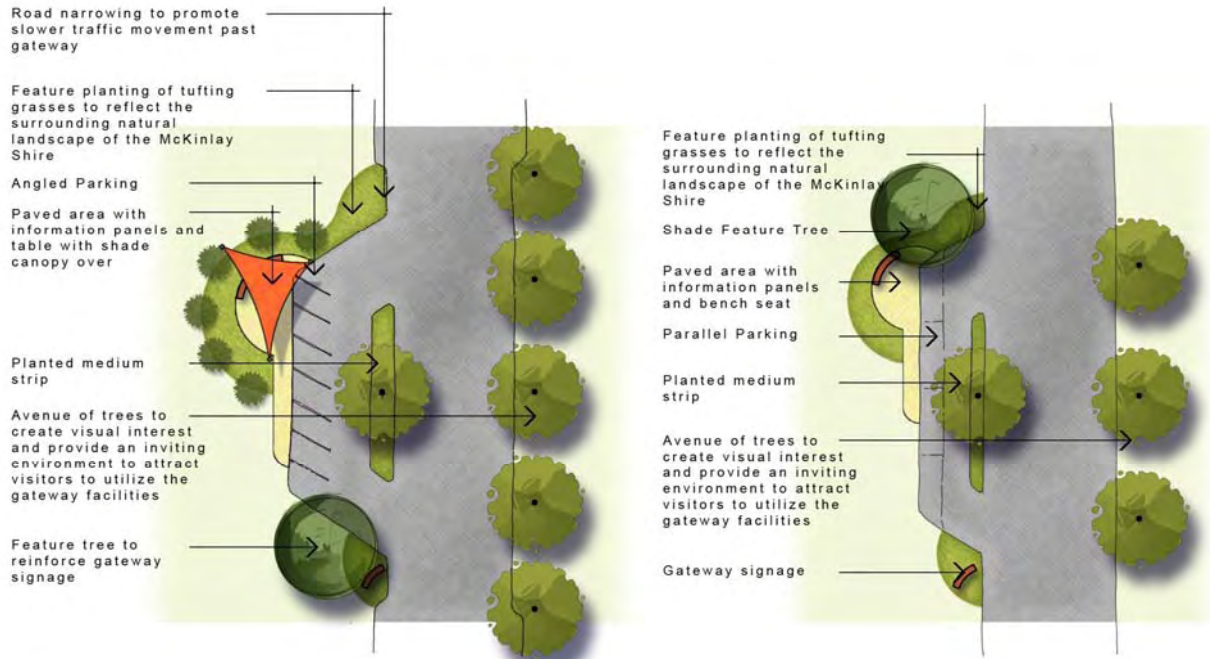 Road narrowing to promote
slower traffic movement past
gateway
Feature planting of tufting
grasses to reflect the
surrounding natural
landscape of the McKinlay
Shire
Angled Parking
Paved area with
information panels and
table with shade
canopy over
Planted medium
strip
Avenue of trees to
create visual interest
and provide an inviting
environment to attract
visitors to utilize the
gateway facilities
Feature tree to
reinforce gateway
signage
Feature planting of tufting
grasses to reflect the
surrounding natural
landscape of the McKinlay
Shire
Shade Feature Tree
Paved area with
information panels
and bench seat
Parallel Parking
Planted medium
strip
Avenue of trees to
create visual interest
and provide an inviting
environment to attract
visitors to utilize the
gateway facilities
Gateway signage